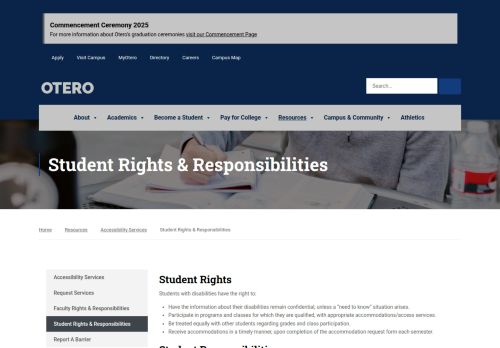 Commencement Ceremony 2025
For more information about Otero's graduation ceremonies visit our Commencement Page
Apply Visit Campus MyOtero Directory Careers Campus Map
OTERO
Search...
About Academics Become a Student Pay for College Resources Campus & Community Athletics
Student Rights & Responsibilities
Home Resources Accessibility Services Student Rights & Responsibilities
Accessibility Services
Request Services
Faculty Rights & Responsibilities
Student Rights & Responsibilities
Report A Barrier
Student Rights
Students with disabilities have the right to:
Have the information about their disabilities remain confidential, unless a "need to know" situation arises.
Participate in programs and classes for which they are qualified, with appropriate accommodations/access services.
Be treated equally with other students regarding grades and class participation.
Receive accommodations in a timely manner, upon completion of the accommodation request form each semester.